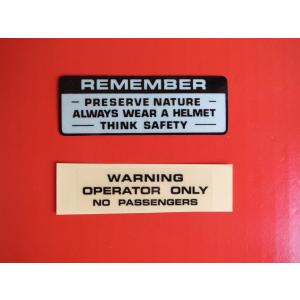 REMEMBER
– PRESERVE NATURE –
ALWAYS WEAR A HELMET
– THINK SAFETY –
WARNING
OPERATOR ONLY
NO PASSENGERS